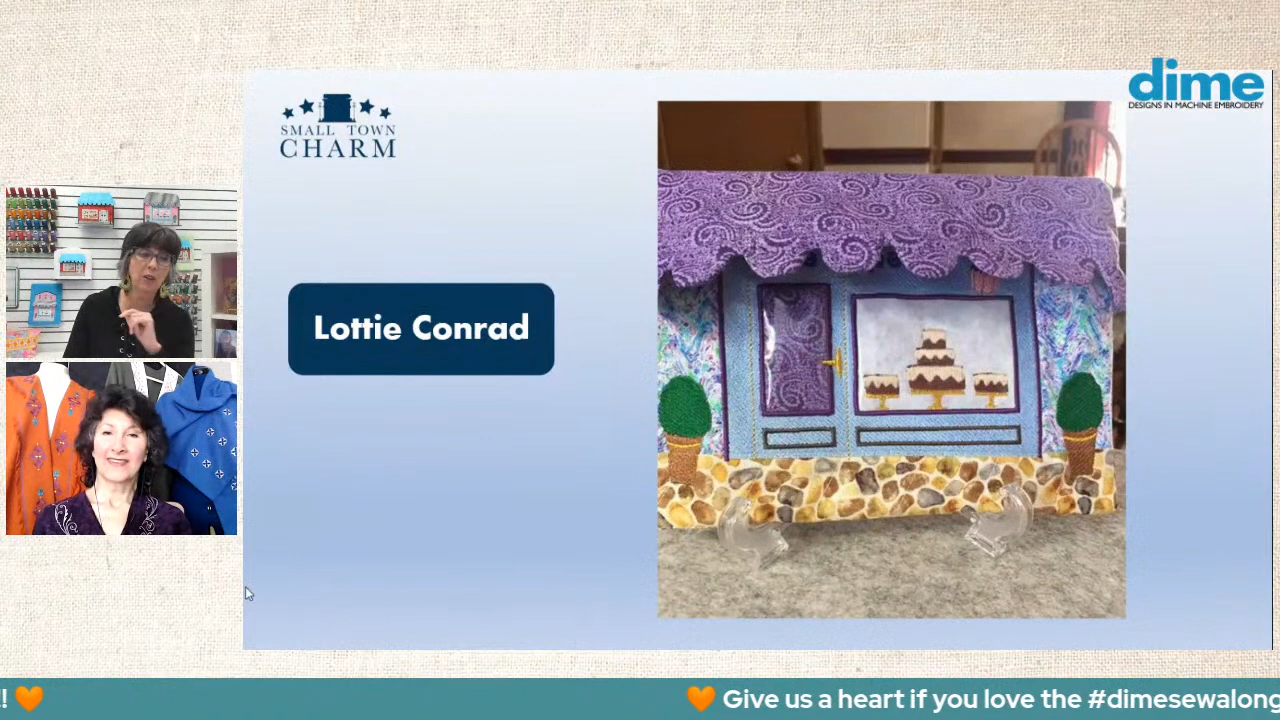 dime
DESIGNS IN MACHINE EMBROIDERY
SMALL TOWN
CHARM
Lottie Conrad
!! 🧡
🧡 Give us a heart if you love the #dimesewalong